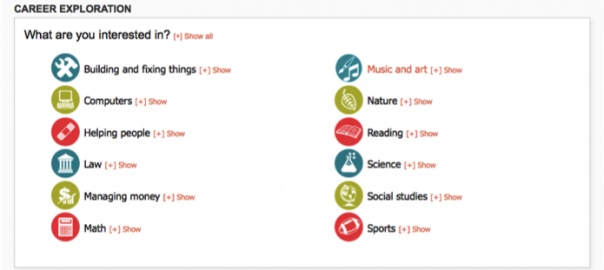 CAREER EXPLORATION
What are you interested in? [+] Show all
Building and fixing things [+] Show
Computers [+] Show
Helping people [+] Show
Law [+] Show
Managing money [+] Show
Math [+] Show
Music and art [+] Show
Nature [+] Show
Reading [+] Show
Science [+] Show
Social studies [+] Show
Sports [+] Show